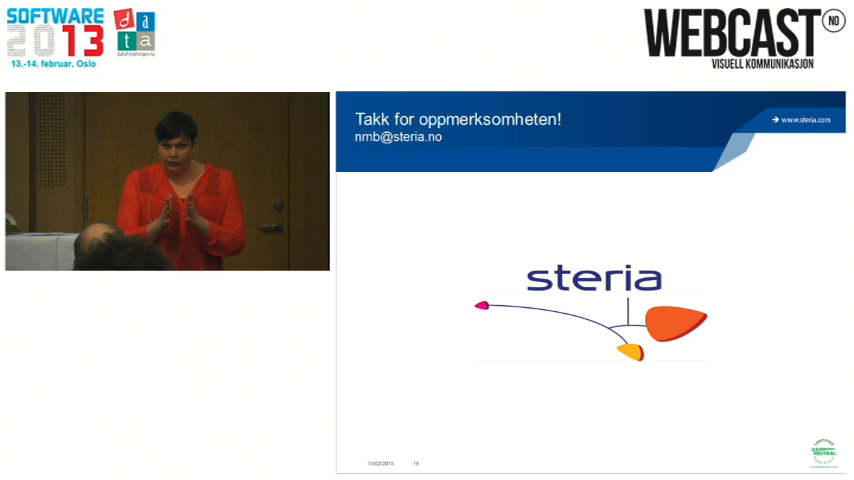 SOFTWARE
2013
13.-14. februar, Oslo
data
WEBCAST NO
VISUELL KOMMUNIKASJON
Takk for oppmerksomheten!
nmb@steria.no
www.steria.com
steria
13/02/2013 18